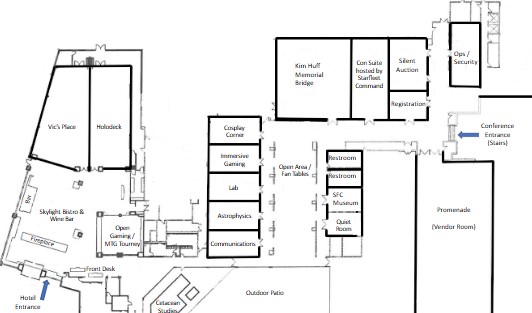 Ops /
Security
Kim Huff
Memorial
Bridge
Con Suite
hosted by
Starfleet
Command
Silent
Auction
Registration
Conference
Entrance
(Stairs)
Vic's Place
Holodeck
Cosplay
Corner
Immersive
Gaming
Lab
Astrophysics
Communications
Open Area /
Fan Tables
Restroom
Restroom
SFC
Museum
Quiet
Room
Promenade
(Vendor Room)
Bar
Skylight Bistro &
Wine Bar
Fireplace
Open
Gaming /
MTG Tourney
Front Desk
Hotel
Entrance
Cetacean
Studies
Outdoor Patio